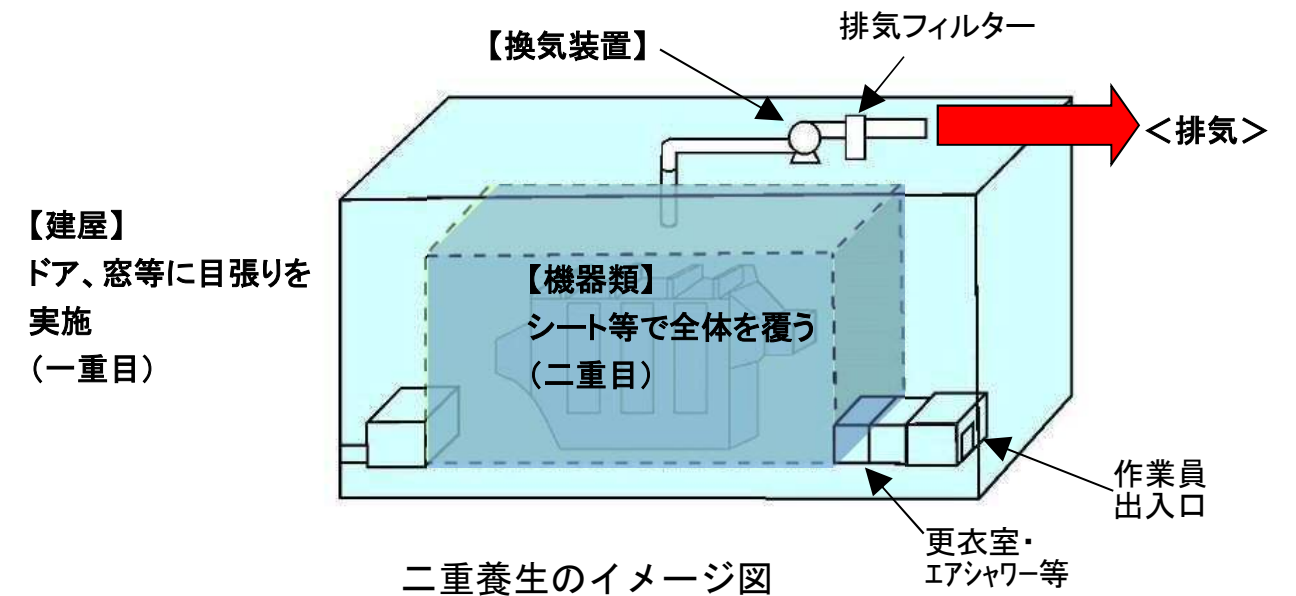 排気フィルター
【換気装置】
＜排気＞
【建屋】
ドア、窓等に目張りを
実施
（一重目）
【機器類】
シート等で全体を覆う
（二重目）
作業員
出入口
更衣室・
エアシャワー等
二重養生のイメージ図